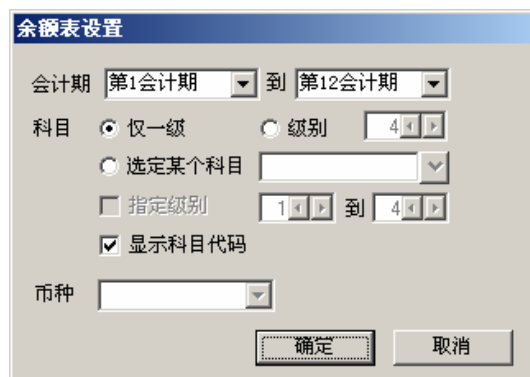 余额表设置
会计期 第1会计期 到 第12会计期
科目 仅一级 级别 4
选定某个科目
指定级别 1 到 4
显示科目代码
币种
确定 取消